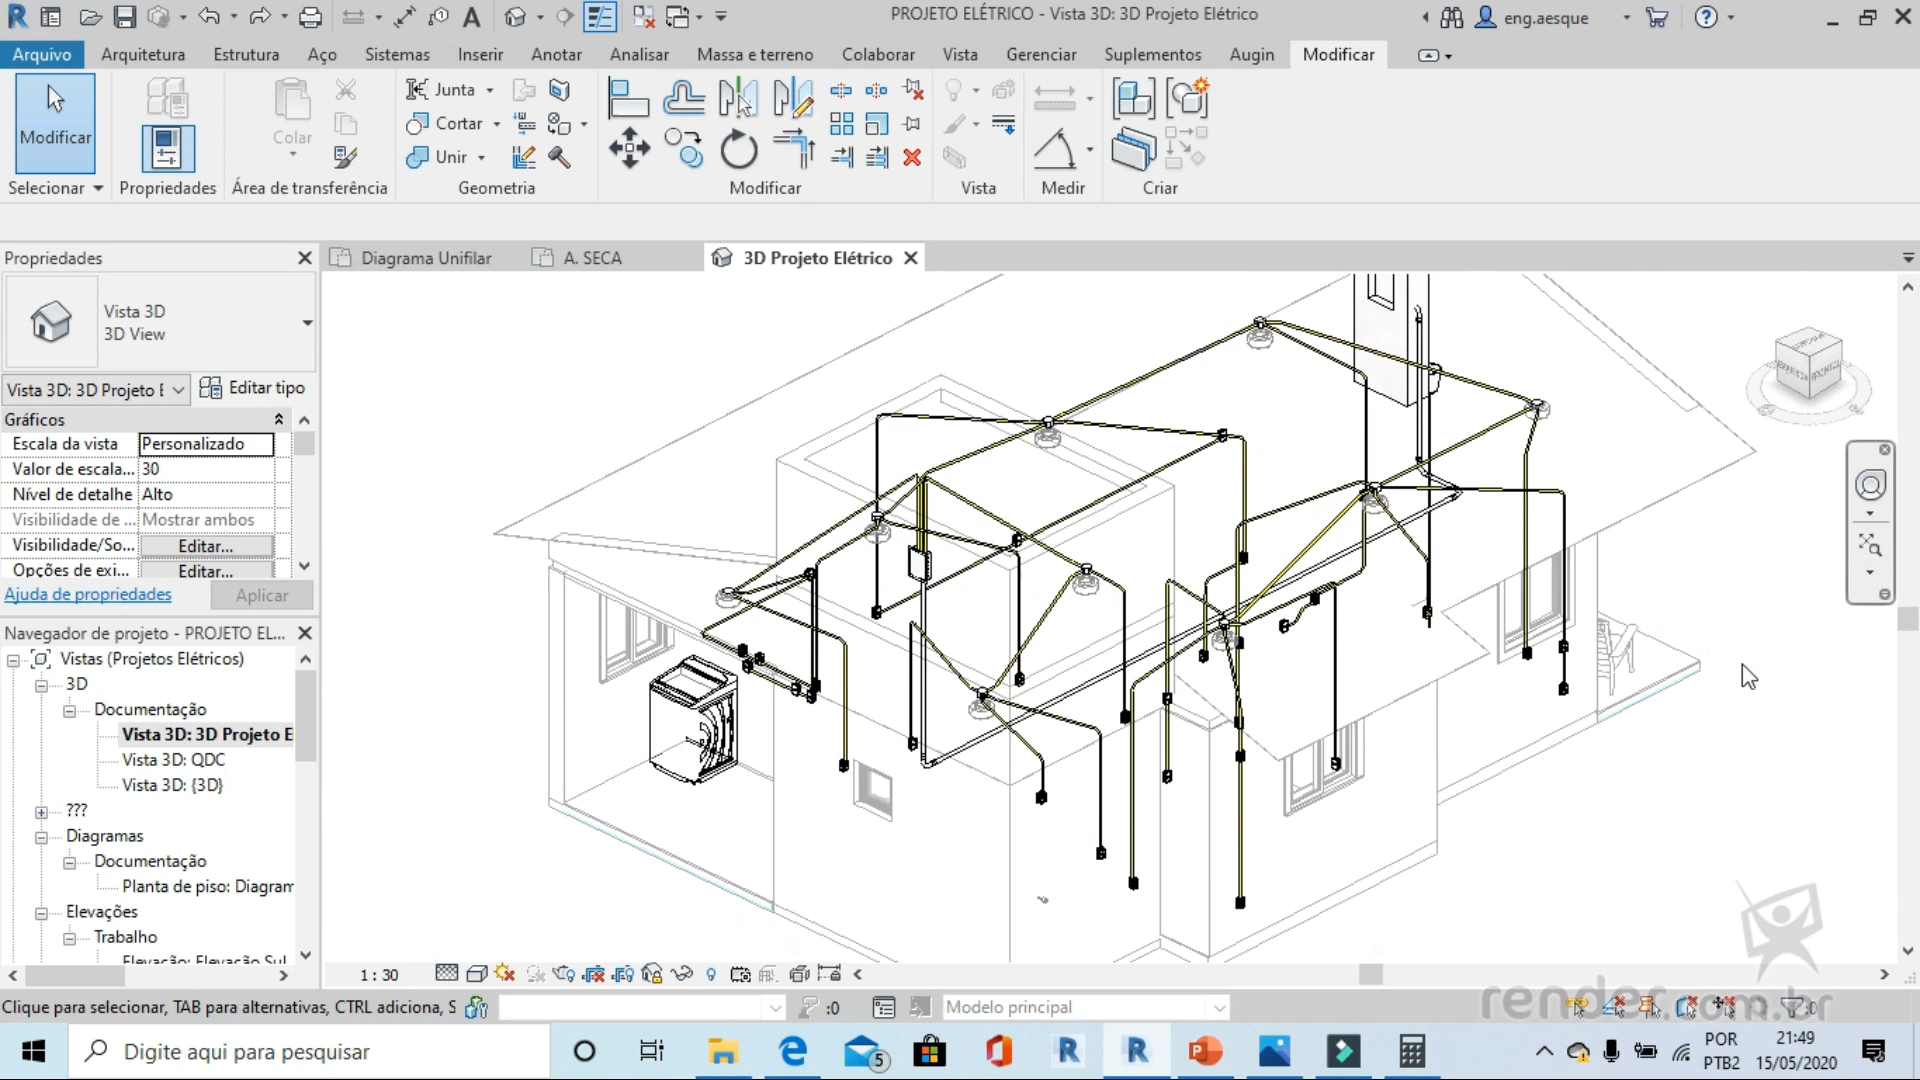 PROJETO ELÉTRICO - Vista 3D: 3D Projeto Elétrico
eng.aesque
Arquivo Arquitetura Estrutura Aço Sistemas Inserir Anotar Analisar Massa e terreno Colaborar Vista Gerenciar Suplementos Augin Modificar
Modificar
Colar
Junta
Cortar
Unir
Selecionar Propriedades Área de transferência Geometria Modificar Vista Medir Criar
Propriedades
Diagrama Unifilar A. SECA 3D Projeto Elétrico
Vista 3D
3D View
Vista 3D: 3D Projeto E Editar tipo
Gráficos
Escala da vista Personalizado
Valor de escala... 30
Nível de detalhe Alto
Visibilidade de ... Mostrar ambos
Visibilidade/So... Editar...
Opções de exi... Editar...
Ajuda de propriedades Aplicar
Navegador de projeto - PROJETO EL...
Vistas (Projetos Elétricos)
3D
Documentação
Vista 3D: 3D Projeto E
Vista 3D: QDC
Vista 3D: {3D}
???
Diagramas
Documentação
Planta de piso: Diagram
Elevações
Trabalho
Elevação: Elevação Sul
1 : 30
Clique para selecionar, TAB para alternativas, CTRL adiciona, S :0 Modelo principal
render.com.br
:0
Digite aqui para pesquisar
5
POR
PTB2
21:49
15/05/2020